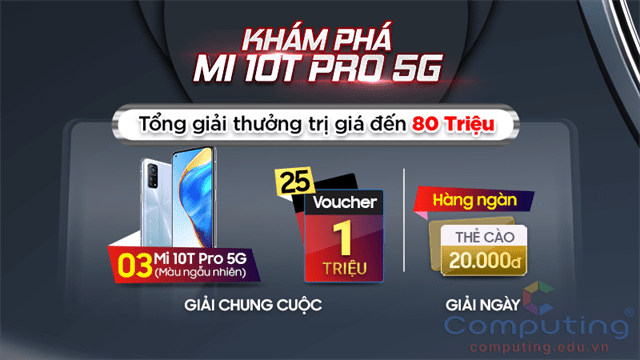 KHÁM PHÁ
MI 10T PRO 5G
Tổng giải thưởng trị giá đến 80 Triệu
03 Mi 10T Pro 5G
(Màu ngẫu nhiên)
25
Voucher
1
TRIỆU
GIẢI CHUNG CUỘC
Hàng ngàn
THẺ CÀO
20.000đ
GIẢI NGÀY
Computing®
computing.edu.vn